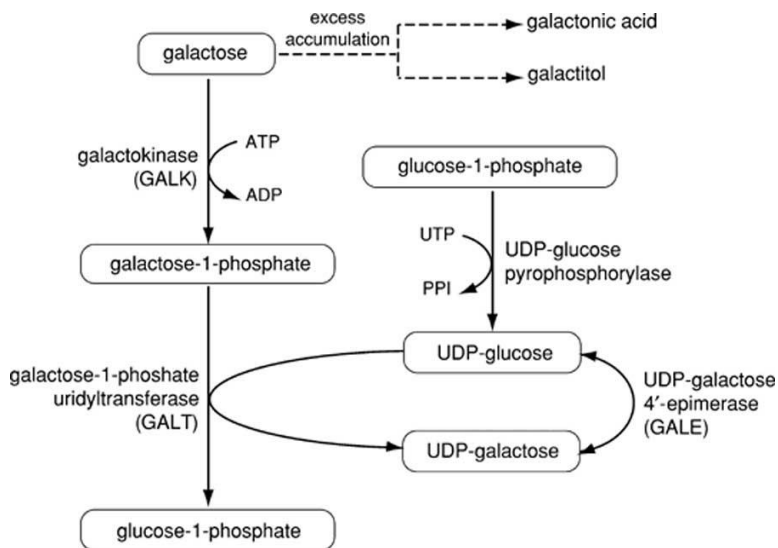 galactose
excess
accumulation
galactonic acid
galactitol
galactokinase
(GALK)
ATP
ADP
glucose-1-phosphate
galactose-1-phosphate
UTP
PPI
UDP-glucose
pyrophosphorylase
UDP-glucose
galactose-1-phoshate
uridyltransferase
(GALT)
UDP-galactose
4′-epimerase
(GALE)
UDP-galactose
glucose-1-phosphate